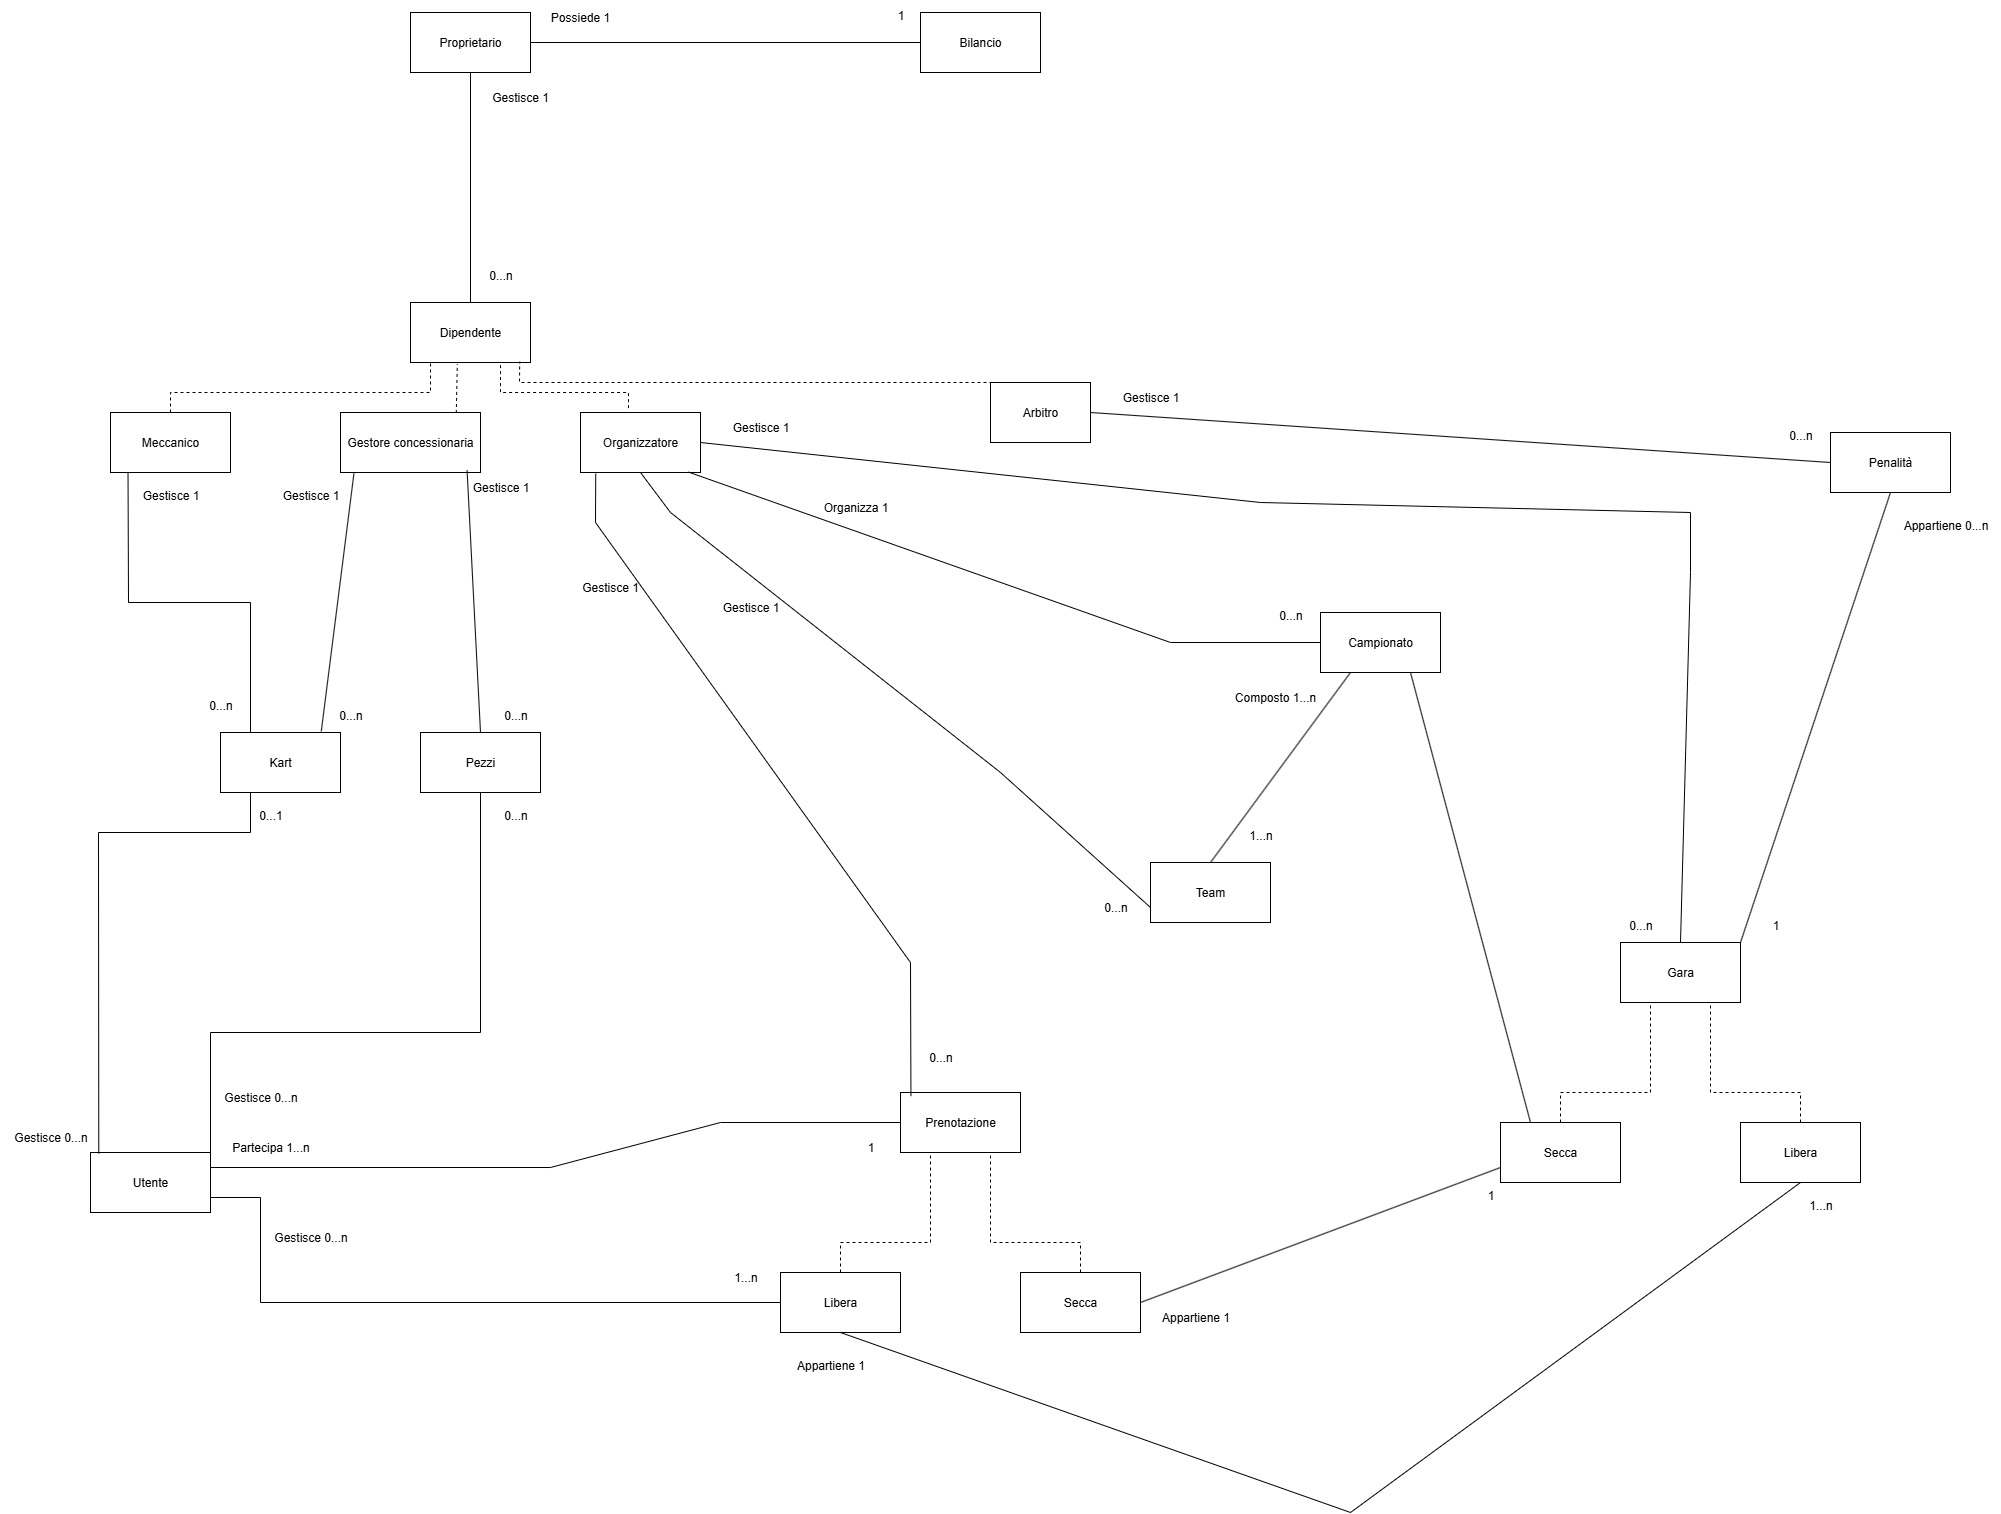 Possiede 1
1
Proprietario
Bilancio
Gestisce 1
0...n
Dipendente
Gestisce 1
Arbitro
Gestisce 1
0...n
Meccanico
Gestore concessionaria
Organizzatore
Penalità
Gestisce 1
Gestisce 1
Gestisce 1
Organizza 1
Appartiene 0...n
Gestisce 1
Gestisce 1
0...n
Campionato
Composto 1...n
0...n
0...n
0...n
Kart
Pezzi
0...1
0...n
1...n
Team
0...n
0...n
1
Gara
0...n
Gestisce 0...n
Prenotazione
Gestisce 0...n
Partecipa 1...n
1
Secca
Libera
Utente
1
1...n
Gestisce 0...n
1...n
Libera
Secca
Appartiene 1
Appartiene 1